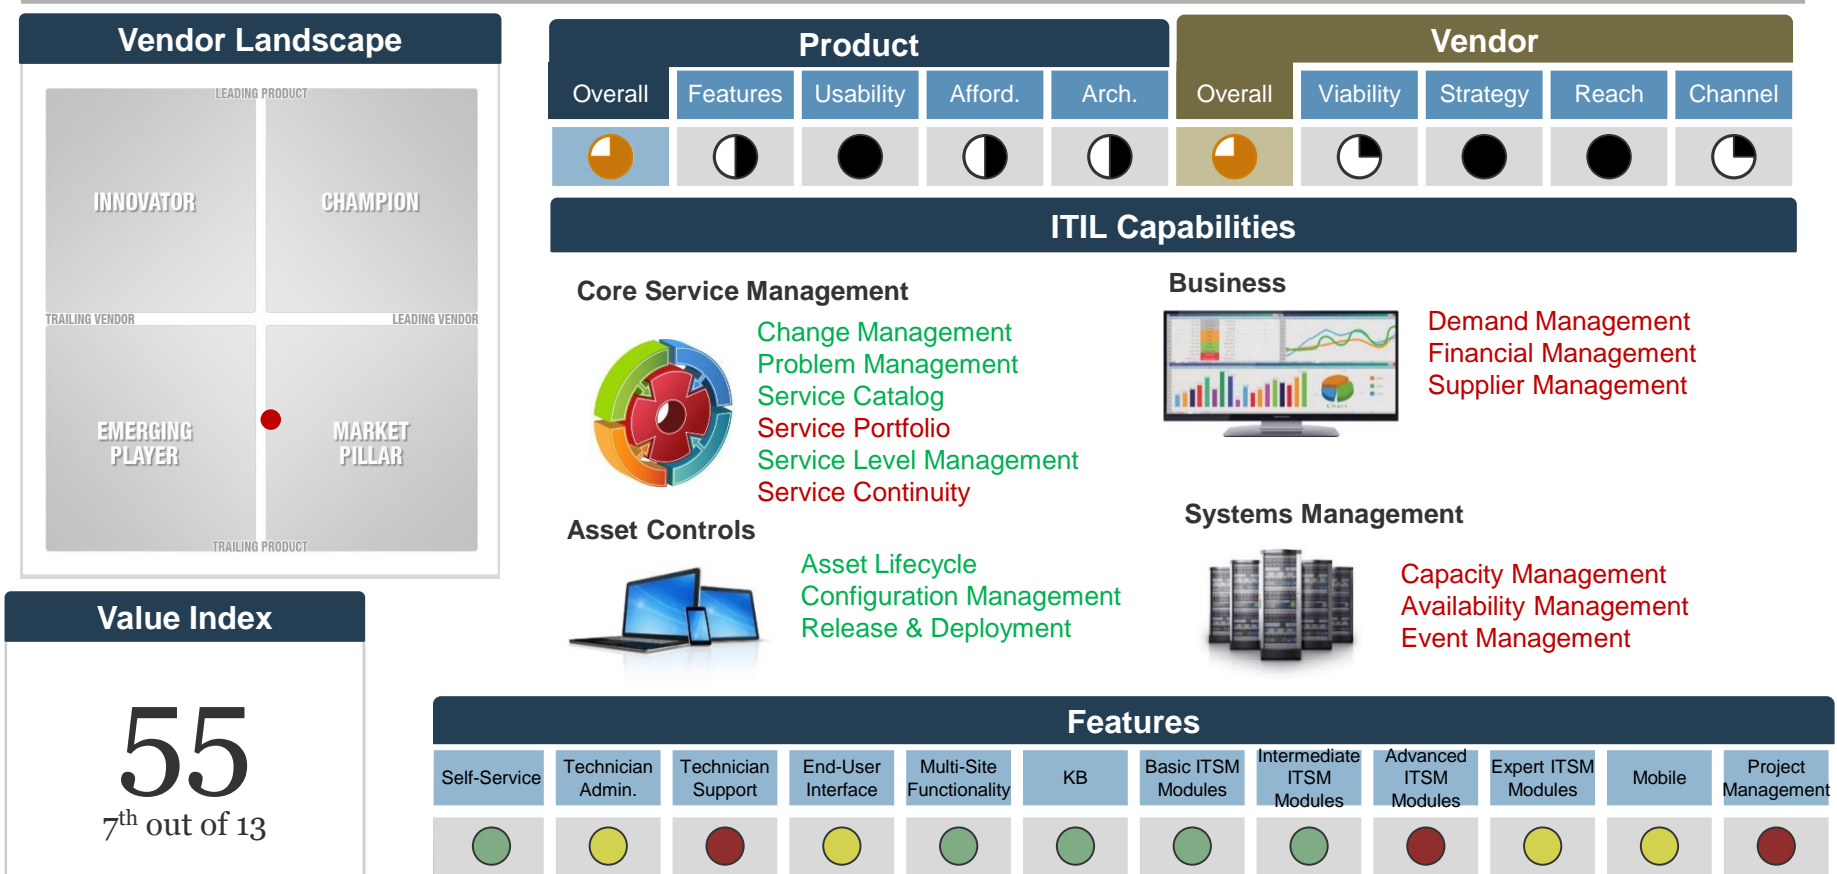 Vendor Landscape
LEADING PRODUCT
INNOVATOR
CHAMPION
TRAILING VENDOR
LEADING VENDOR
EMERGING
PLAYER
MARKET
PILLAR
TRAILING PRODUCT
Value Index
55
7th out of 13
Product
Vendor
Overall
Features
Usability
Afford.
Arch.
Overall
Viability
Strategy
Reach
Channel
ITIL Capabilities
Core Service Management
Change Management
Problem Management
Service Catalog
Service Portfolio
Service Level Management
Service Continuity
Business
Demand Management
Financial Management
Supplier Management
Asset Controls
Asset Lifecycle
Configuration Management
Release & Deployment
Systems Management
Capacity Management
Availability Management
Event Management
Features
Self-Service
Technician
Admin.
Technician
Support
End-User
Interface
Multi-Site
Functionality
KB
Basic ITSM
Modules
Intermediate
ITSM
Modules
Advanced
ITSM
Modules
Expert ITSM
Modules
Mobile
Project
Management